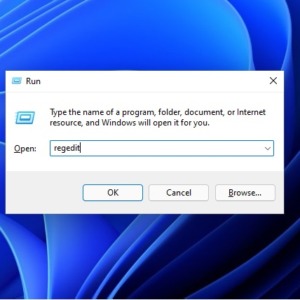 Run
Type the name of a program, folder, document, or Internet
resource, and Windows will open it for you.
Open: regedit
OK Cancel Browse...